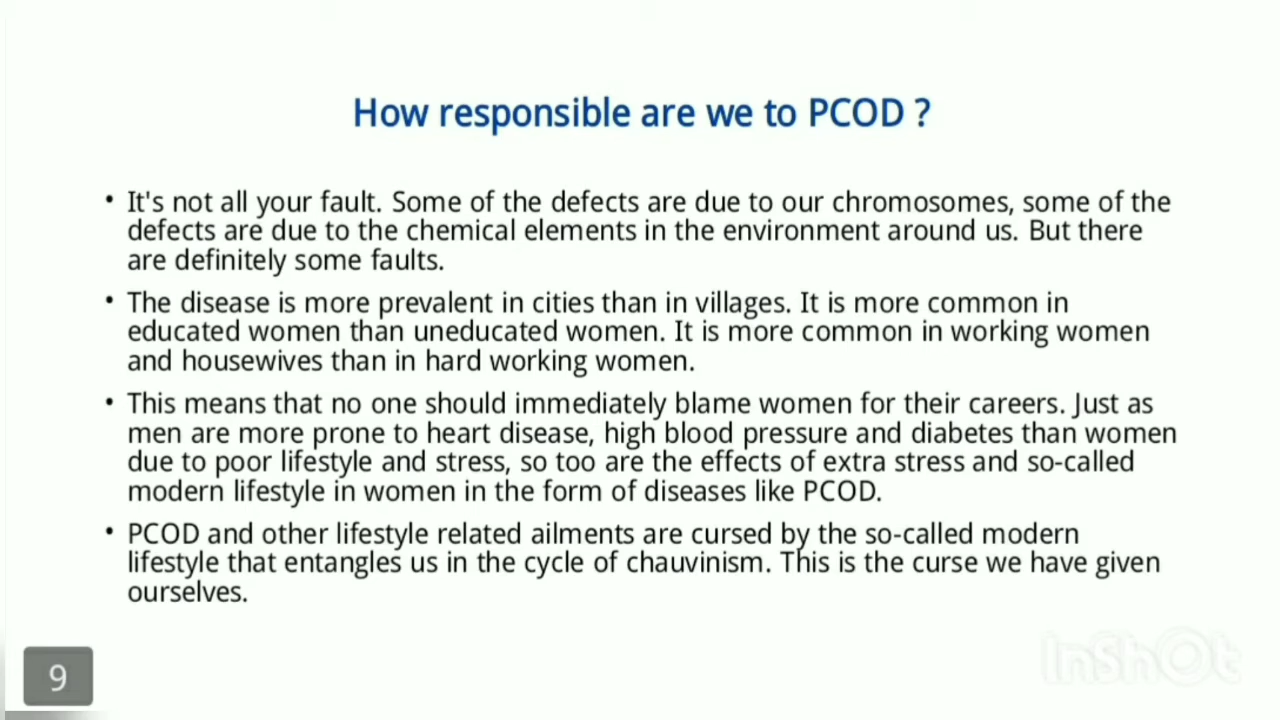 How responsible are we to PCOD ?
• It's not all your fault. Some of the defects are due to our chromosomes, some of the
defects are due to the chemical elements in the environment around us. But there
are definitely some faults.
• The disease is more prevalent in cities than in villages. It is more common in
educated women than uneducated women. It is more common in working women
and housewives than in hard working women.
• This means that no one should immediately blame women for their careers. Just as
men are more prone to heart disease, high blood pressure and diabetes than women
due to poor lifestyle and stress, so too are the effects of extra stress and so-called
modern lifestyle in women in the form of diseases like PCOD.
• PCOD and other lifestyle related ailments are cursed by the so-called modern
lifestyle that entangles us in the cycle of chauvinism. This is the curse we have given
ourselves.
9
InShOt